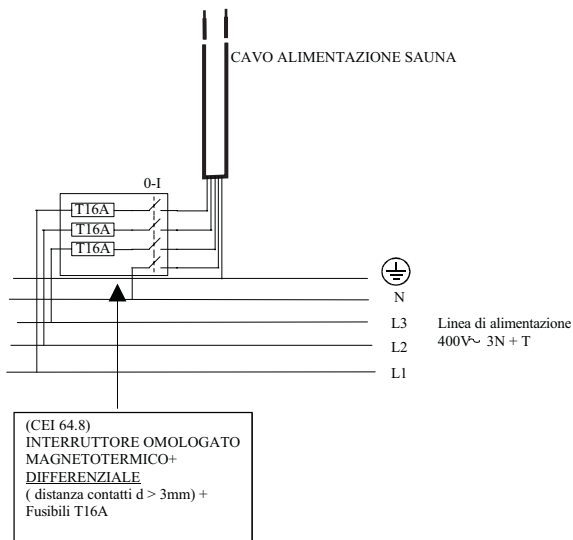 CAVO ALIMENTAZIONE SAUNA
0-I
T16A
T16A
T16A
N
L3
Linea di alimentazione
L2
400V~ 3N + T
L1
(CEI 64.8)
INTERRUTTORE OMOLOGATO
MAGNETOTERMICO+
DIFFERENZIALE
( distanza contatti d > 3mm) +
Fusibili T16A